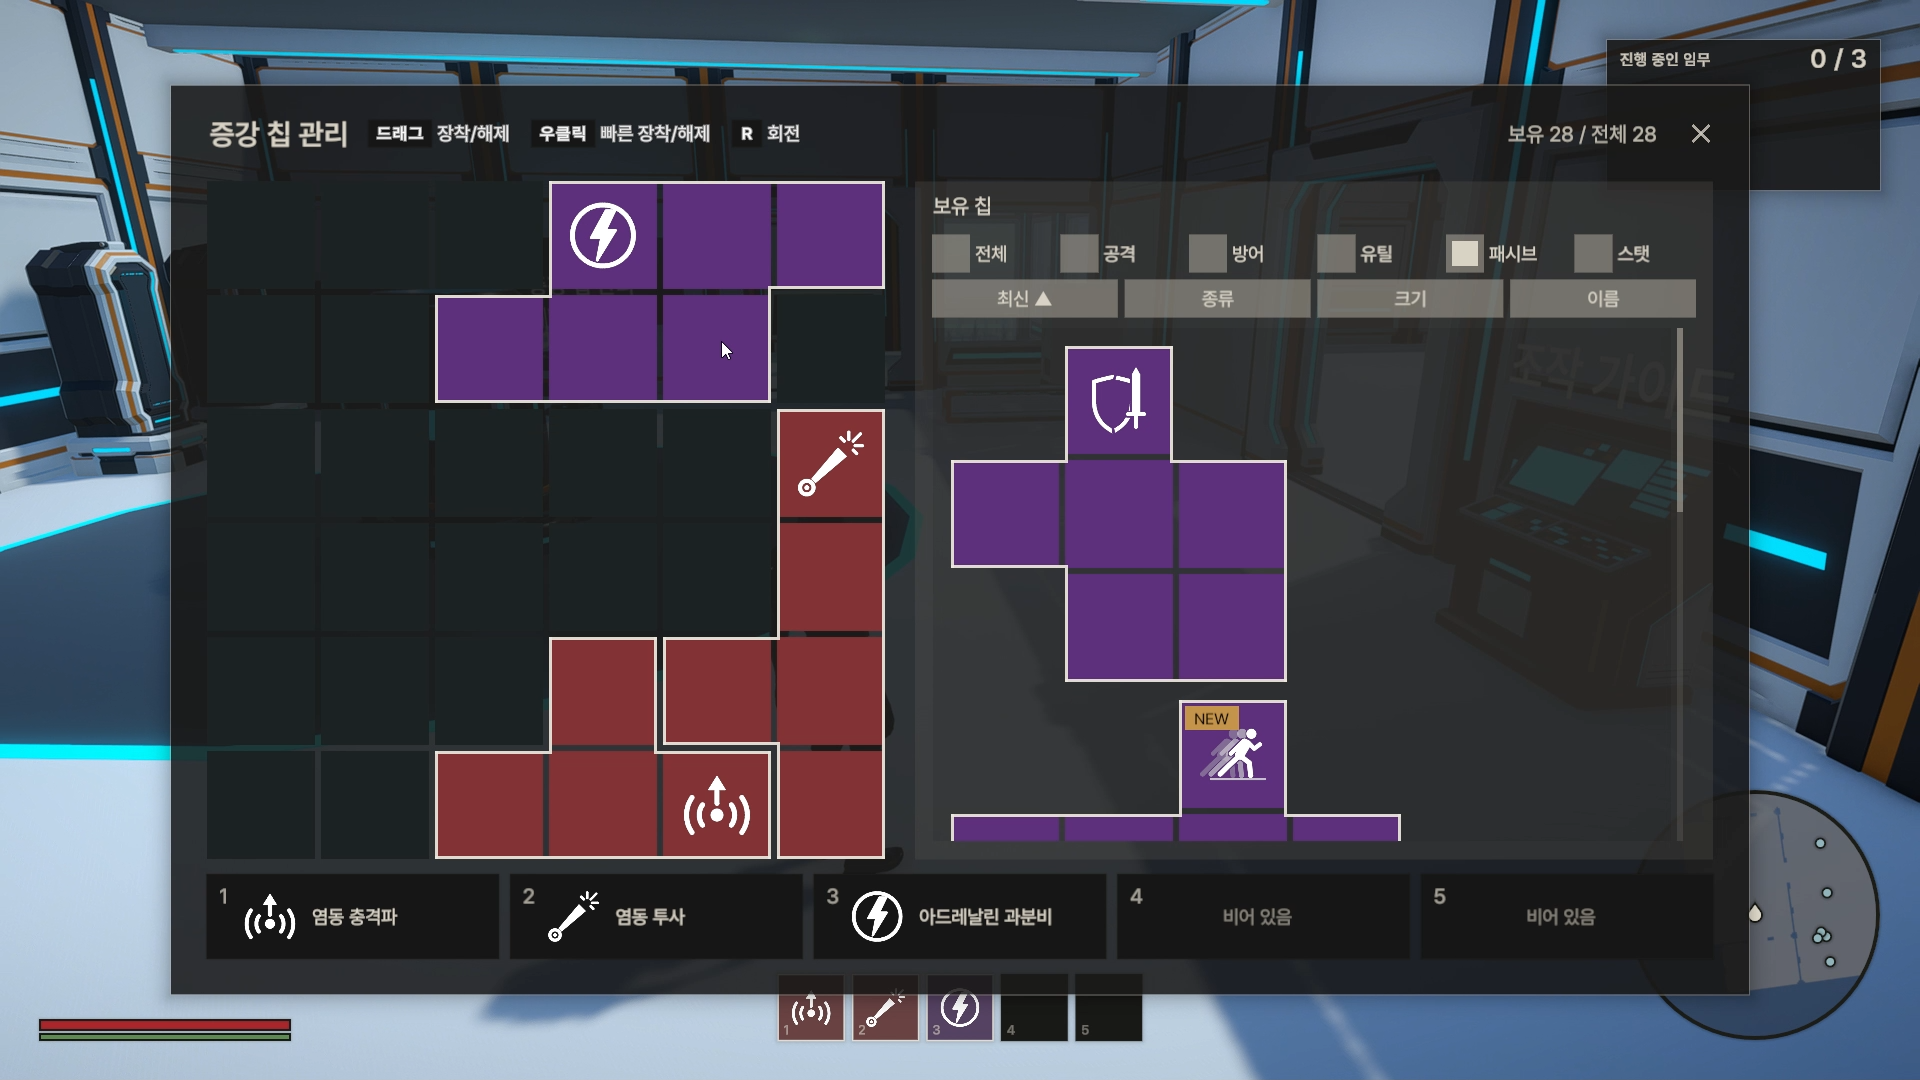 진행 중인 임무 0 / 3
증강 칩 관리 드래그 장착/해제 우클릭 빠른 장착/해제 R 회전 보유 28 / 전체 28
보유 칩
전체 공격 방어 유틸 패시브 스탯
최신 ▲ 종류 크기 이름
조작 가이드
NEW
1 염동 충격파 2 염동 투사 3 아드레날린 과분비 4 비어 있음 5 비어 있음
1 2 3 4 5